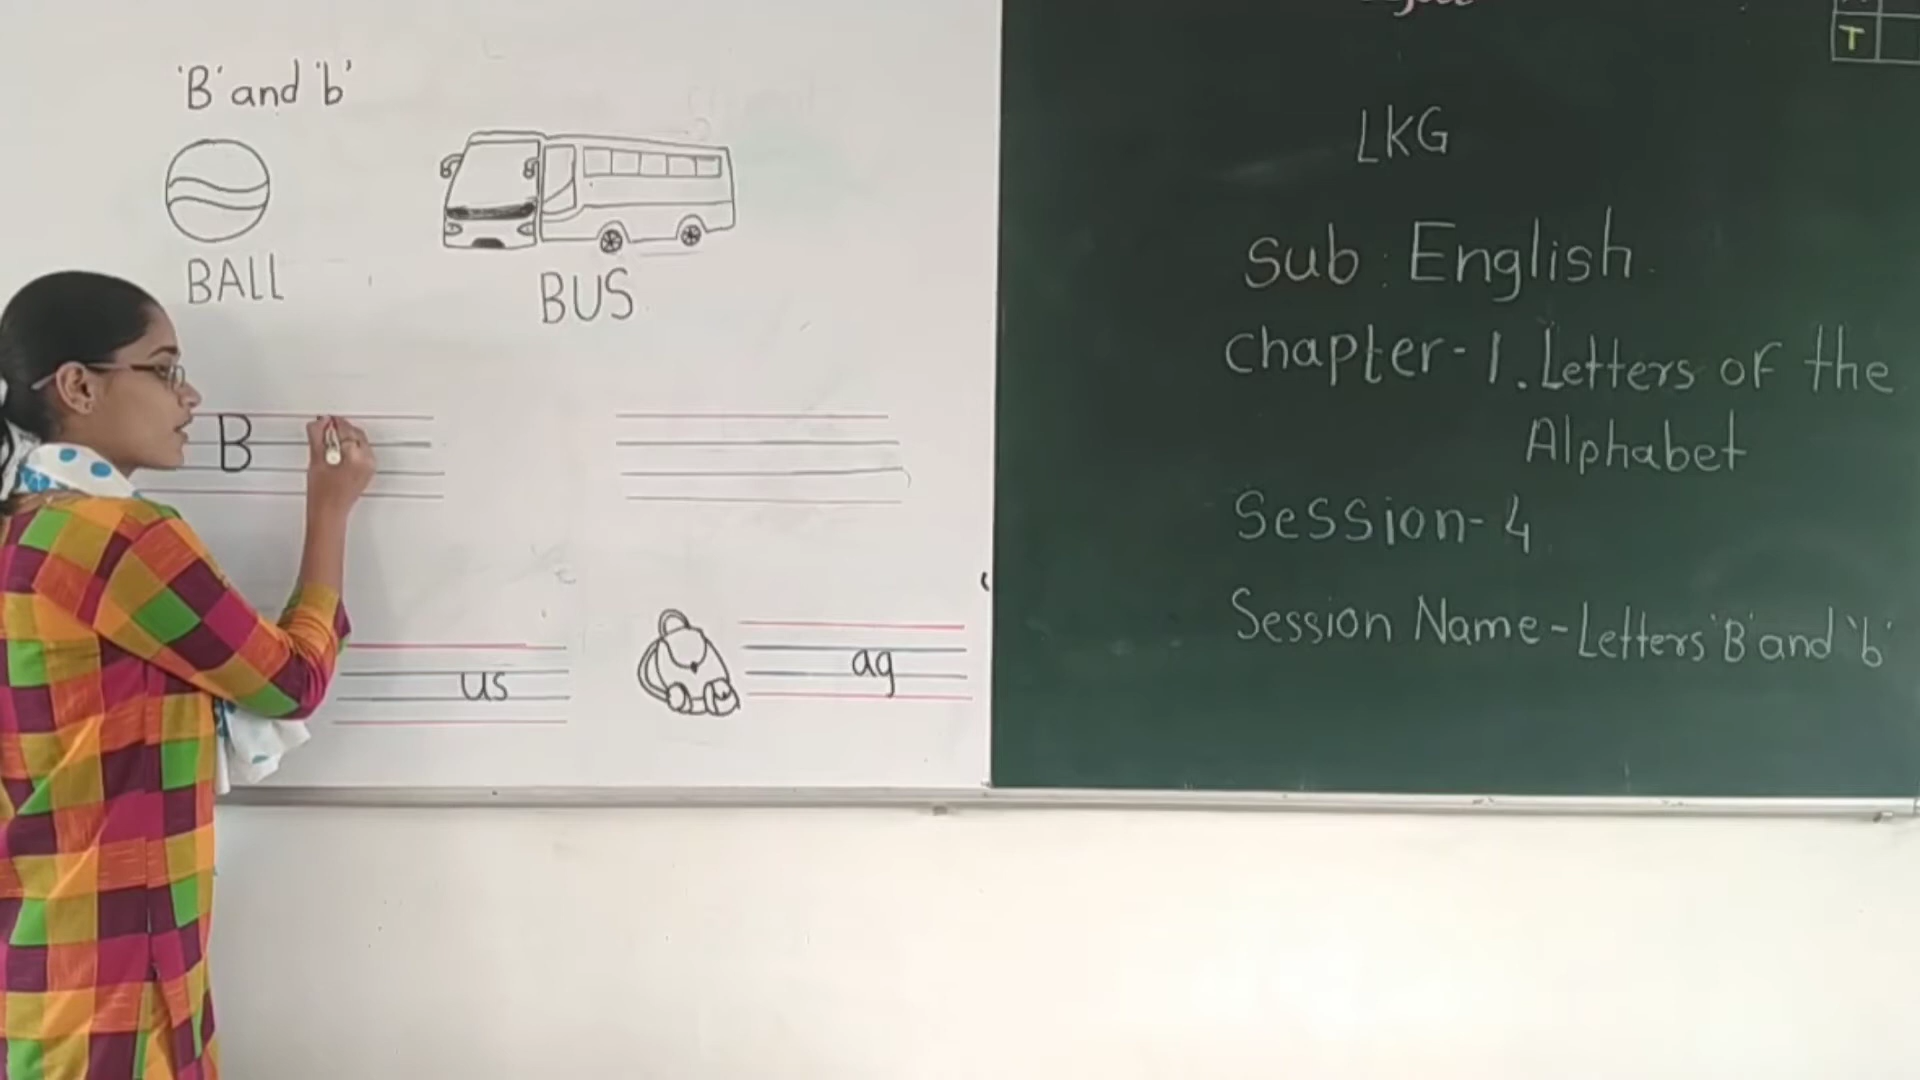 'B' and 'b'
BALL
BUS
B
us
ag
T
LKG
Sub : English
Chapter - 1. Letters of the
Alphabet
Session - 4
Session Name - Letters 'B' and 'b'